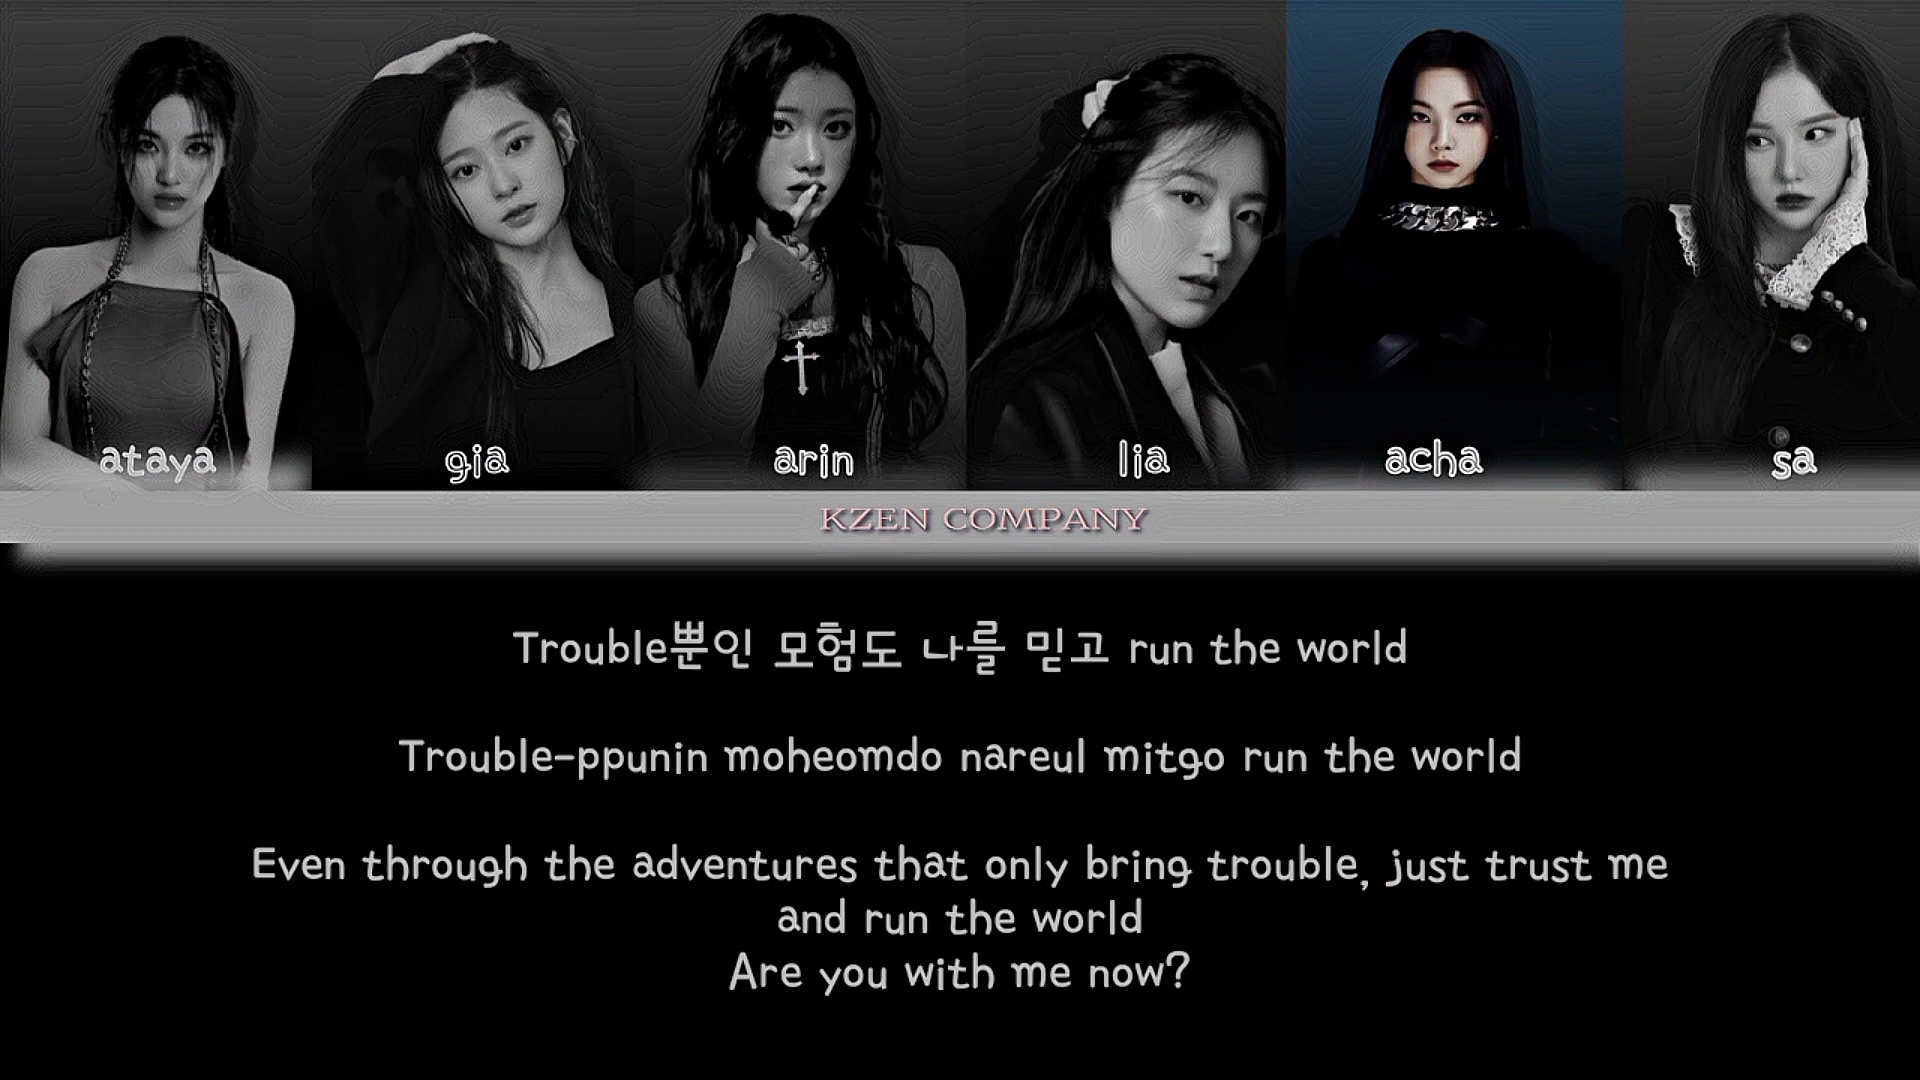 ataya gia arin lia acha sa
KZEN COMPANY
Trouble뿐인 모험도 나를 믿고 run the world
Trouble-ppunin moheomdo nareul mitgo run the world
Even through the adventures that only bring trouble, just trust me
and run the world
Are you with me now?